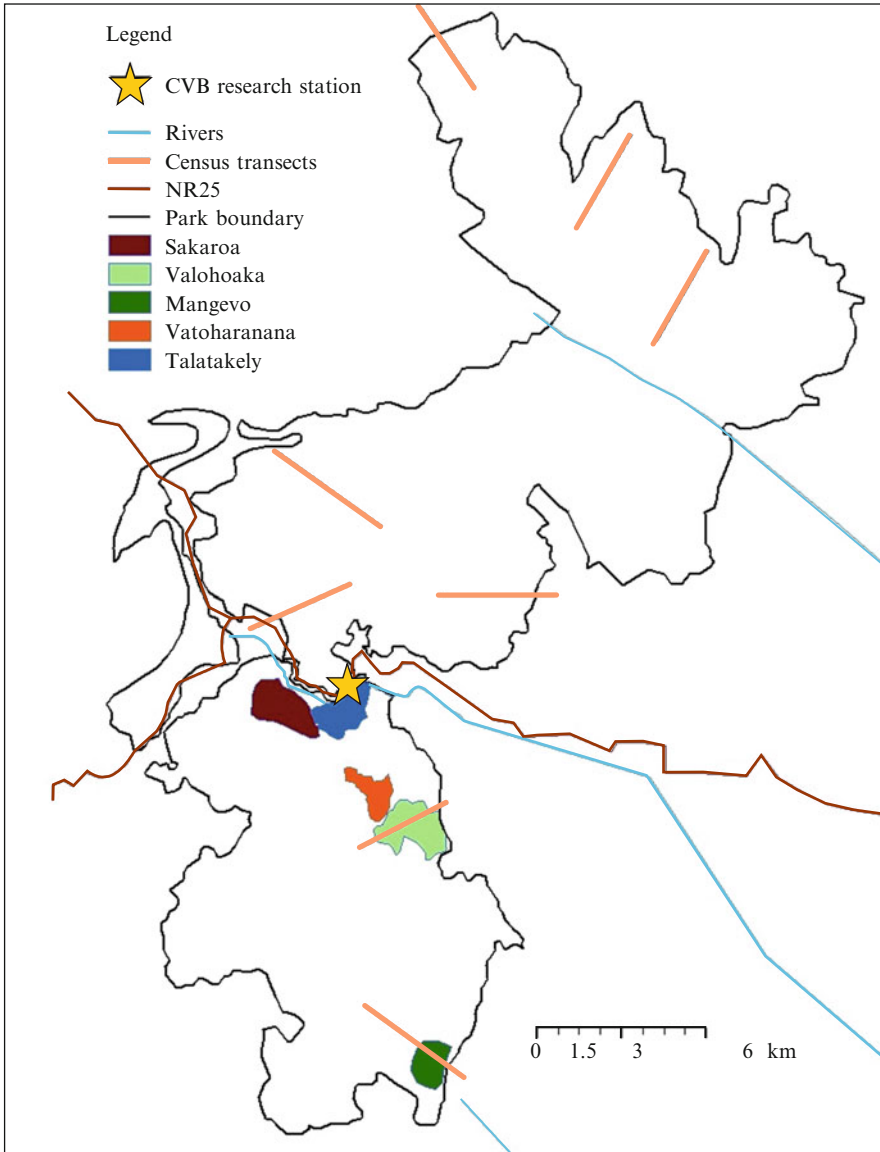 Legend
CVB research station
Rivers
Census transects
NR25
Park boundary
Sakaroa
Valohoaka
Mangevo
Vatoharanana
Talatakely
0 1.5 3 6 km